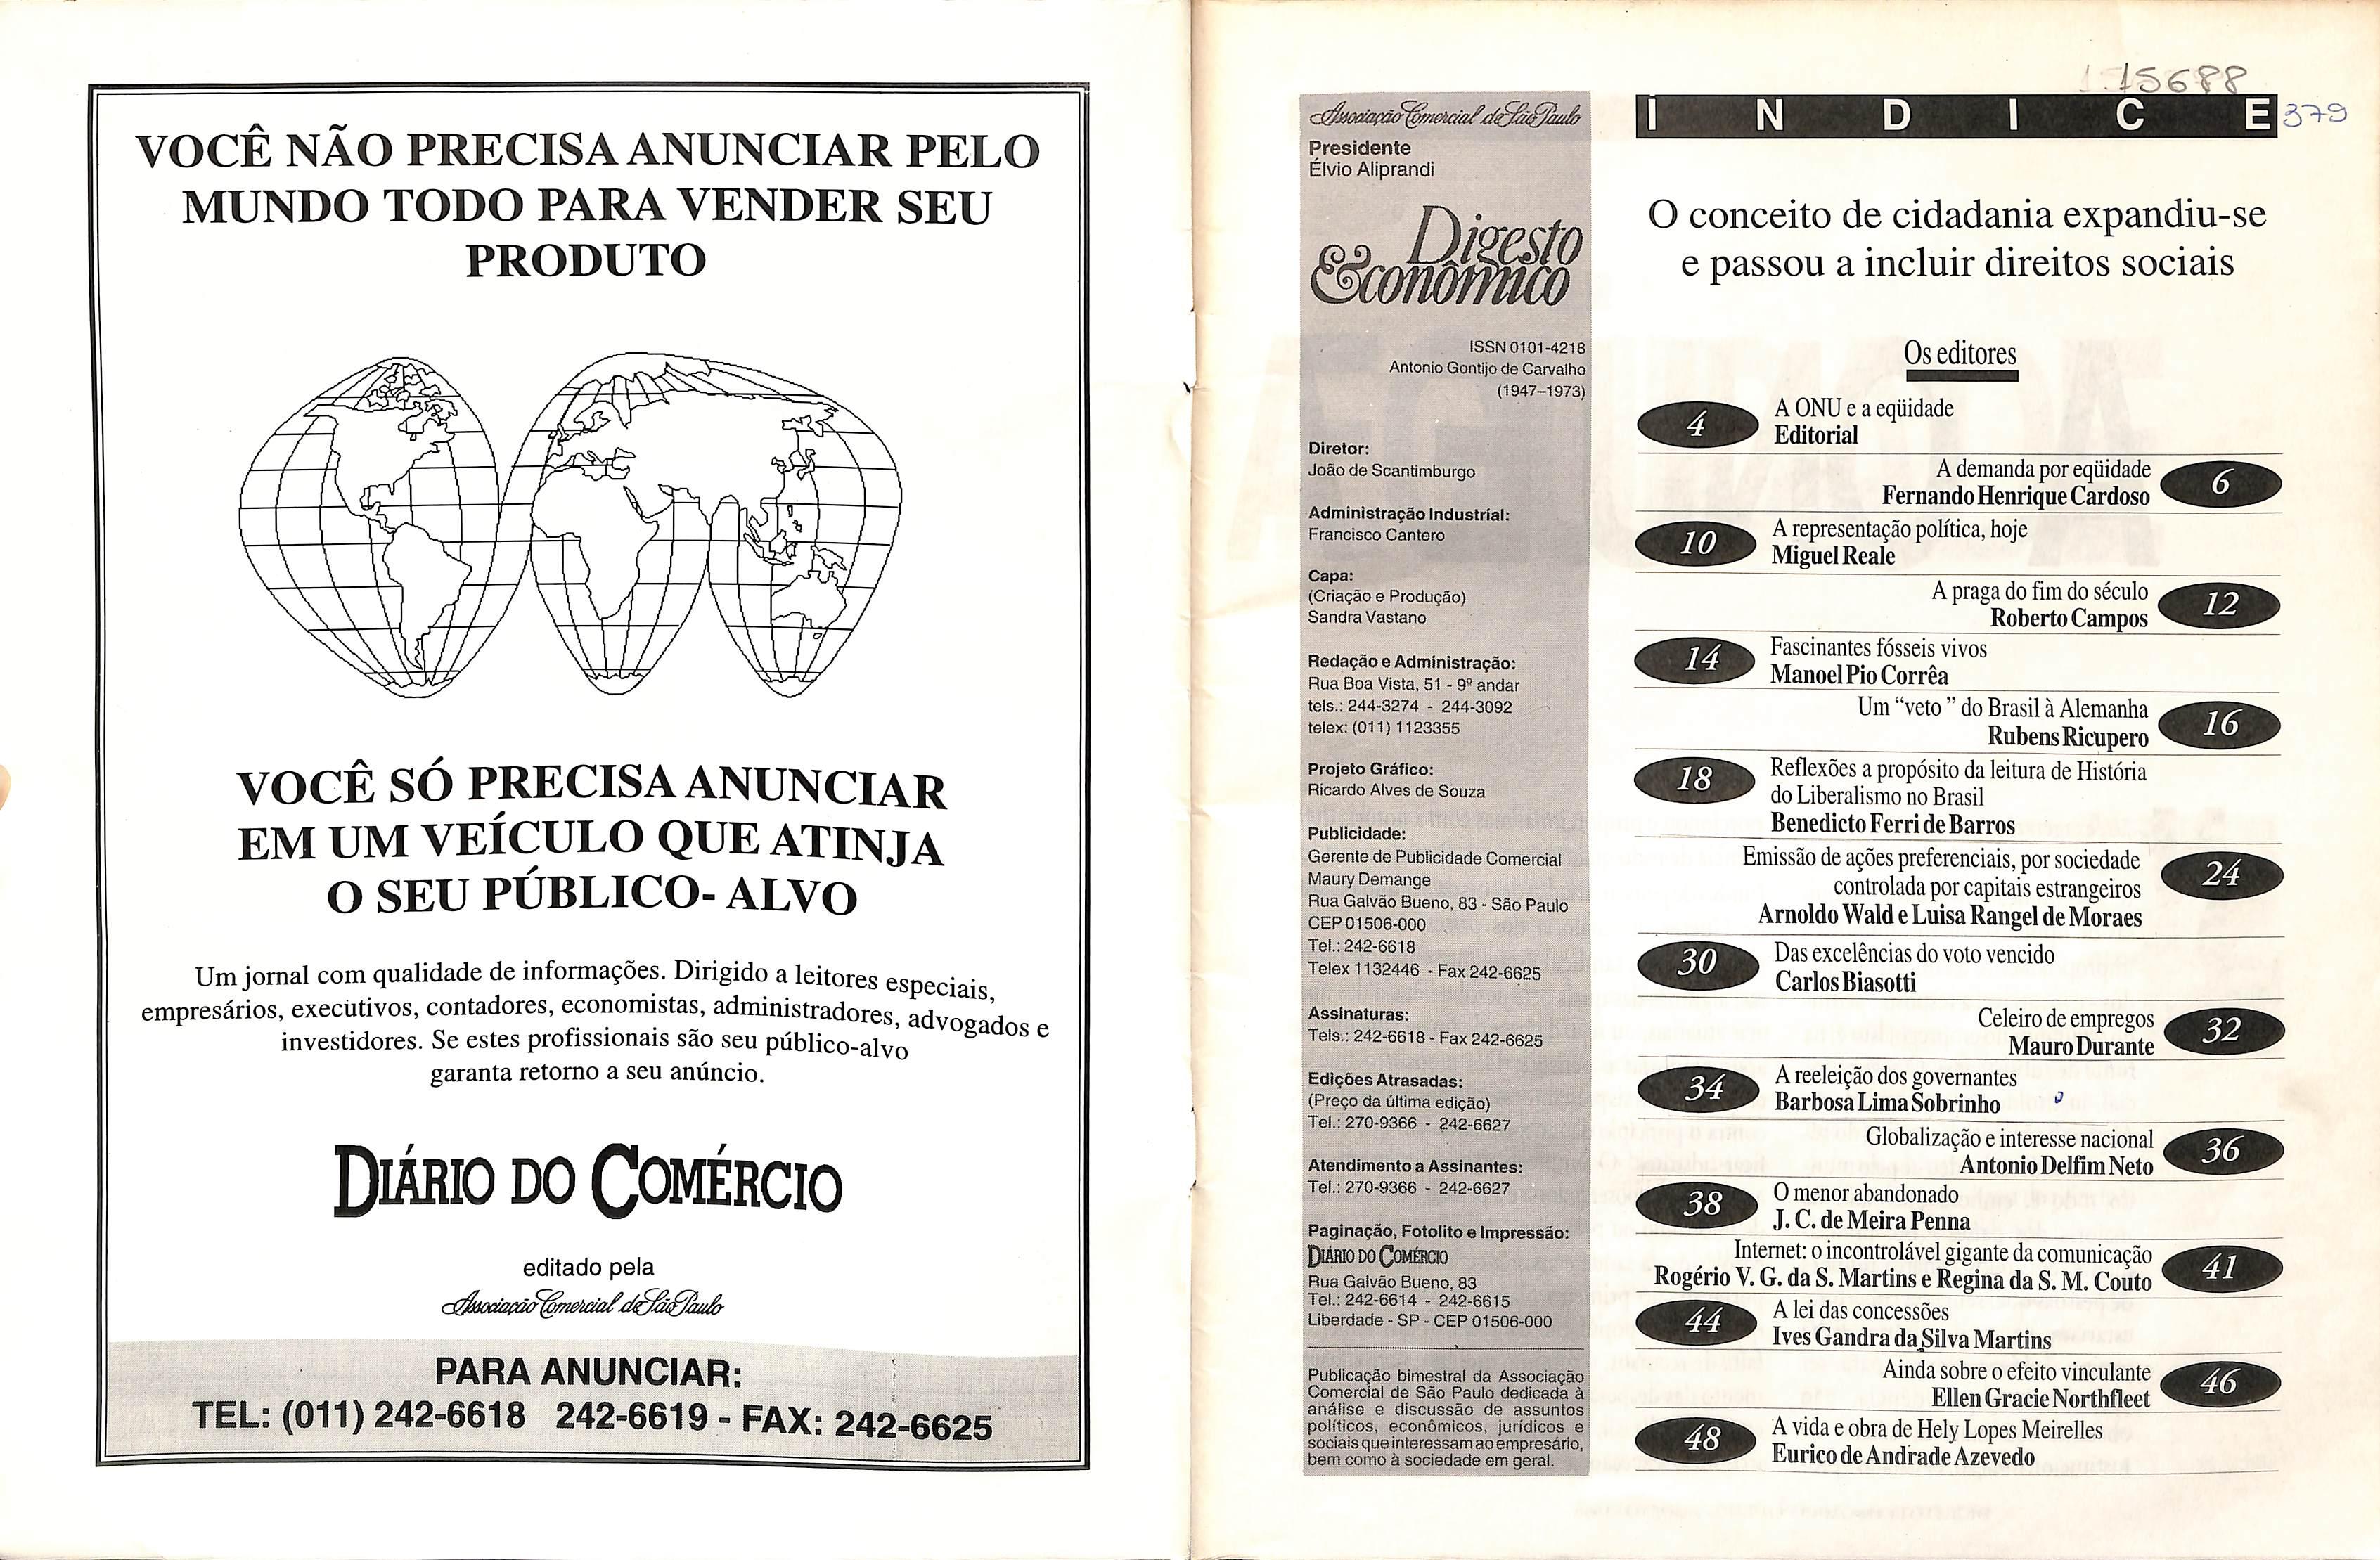 VOCÊ NÃO PRECISA ANUNCIAR PELO
MUNDO TODO PARA VENDER SEU
PRODUTO
VOCÊ SÓ PRECISA ANUNCIAR
EM UM VEÍCULO QUE ATINJA
O SEU PÚBLICO- ALVO
Um jornal com qualidade de informações. Dirigido a leitores especiais,
empresários, executivos, contadores, economistas, administradores, advogados e
investidores. Se estes profissionais são seu público-alvo
garanta retorno a seu anúncio.
DIÁRIO DO COMÉRCIO
editado pela
Associação Comercial de São Paulo
PARA ANUNCIAR:
TEL: (011) 242-6618 242-6619 - FAX: 242-6625
Associação Comercial de São Paulo
Presidente
Élvio Aliprandi
Digesto
Econômico
ISSN 0101-4218
Antonio Gontijo de Carvalho
(1947–1973)
Diretor:
João de Scantimburgo
Administração Industrial:
Francisco Cantero
Capa:
(Criação e Produção)
Sandra Vastano
Redação e Administração:
Rua Boa Vista, 51 - 9º andar
tels.: 244-3274 - 244-3092
telex: (011) 1123355
Projeto Gráfico:
Ricardo Alves de Souza
Publicidade:
Gerente de Publicidade Comercial
Maury Demange
Rua Galvão Bueno, 83 - São Paulo
CEP 01506-000
Tel.: 242-6618
Telex 1132446 - Fax 242-6625
Assinaturas:
Tels.: 242-6618 - Fax 242-6625
Edições Atrasadas:
(Preço da última edição)
Tel.: 270-9366 - 242-6627
Atendimento a Assinantes:
Tel.: 270-9366 - 242-6627
Paginação, Fotolito e Impressão:
DIÁRIO DO COMÉRCIO
Rua Galvão Bueno, 83
Tel.: 242-6614 - 242-6615
Liberdade - SP - CEP 01506-000
Publicação bimestral da Associação
Comercial de São Paulo dedicada à
análise e discussão de assuntos
políticos, econômicos, jurídicos e
sociais que interessam ao empresário,
bem como à sociedade em geral.
15688
ÍNDICE
379
O conceito de cidadania expandiu-se
e passou a incluir direitos sociais
Os editores
4
A ONU e a eqüidade
Editorial
A demanda por eqüidade
Fernando Henrique Cardoso
6
10
A representação política, hoje
Miguel Reale
A praga do fim do século
Roberto Campos
12
14
Fascinantes fósseis vivos
Manoel Pio Corrêa
Um “veto ” do Brasil à Alemanha
Rubens Ricupero
16
18
Reflexões a propósito da leitura de História
do Liberalismo no Brasil
Benedicto Ferri de Barros
Emissão de ações preferenciais, por sociedade
controlada por capitais estrangeiros
Arnoldo Wald e Luisa Rangel de Moraes
24
30
Das excelências do voto vencido
Carlos Biasotti
Celeiro de empregos
Mauro Durante
32
34
A reeleição dos governantes
Barbosa Lima Sobrinho
Globalização e interesse nacional
Antonio Delfim Neto
36
38
O menor abandonado
J. C. de Meira Penna
Internet: o incontrolável gigante da comunicação
Rogério V. G. da S. Martins e Regina da S. M. Couto
41
44
A lei das concessões
Ives Gandra da Silva Martins
Ainda sobre o efeito vinculante
Ellen Gracie Northfleet
46
48
A vida e obra de Hely Lopes Meirelles
Eurico de Andrade Azevedo